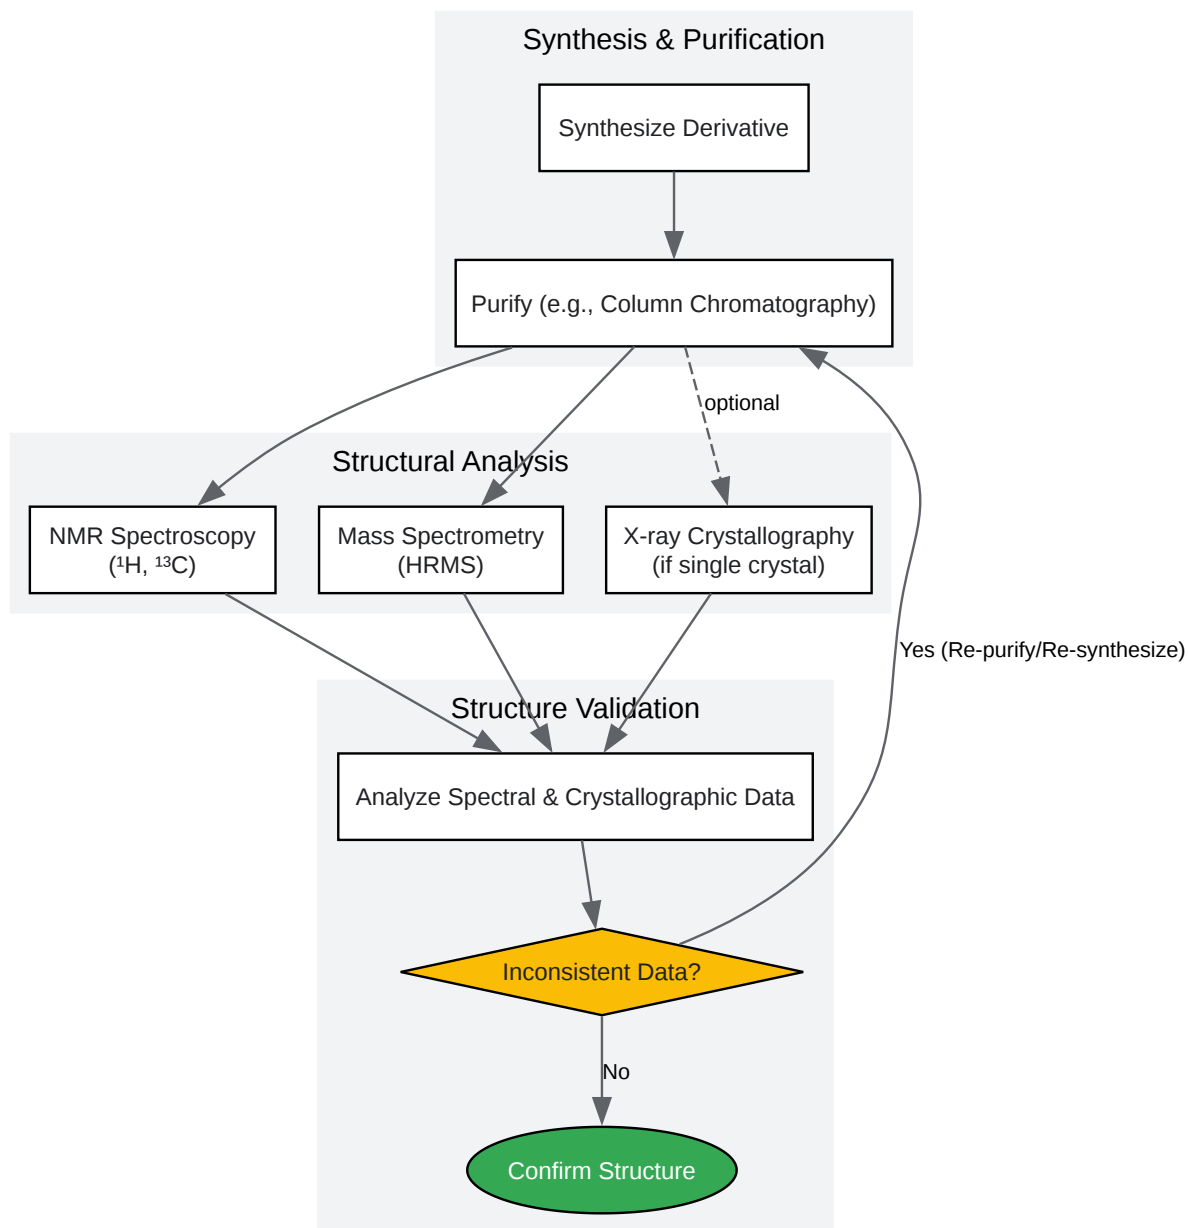 Synthesis & Purification
Synthesize Derivative
Purify (e.g., Column Chromatography)
optional
Structural Analysis
NMR Spectroscopy
(¹H, ¹³C)
Mass Spectrometry
(HRMS)
X-ray Crystallography
(if single crystal)
Yes (Re-purify/Re-synthesize)
Structure Validation
Analyze Spectral & Crystallographic Data
Inconsistent Data?
No
Confirm Structure